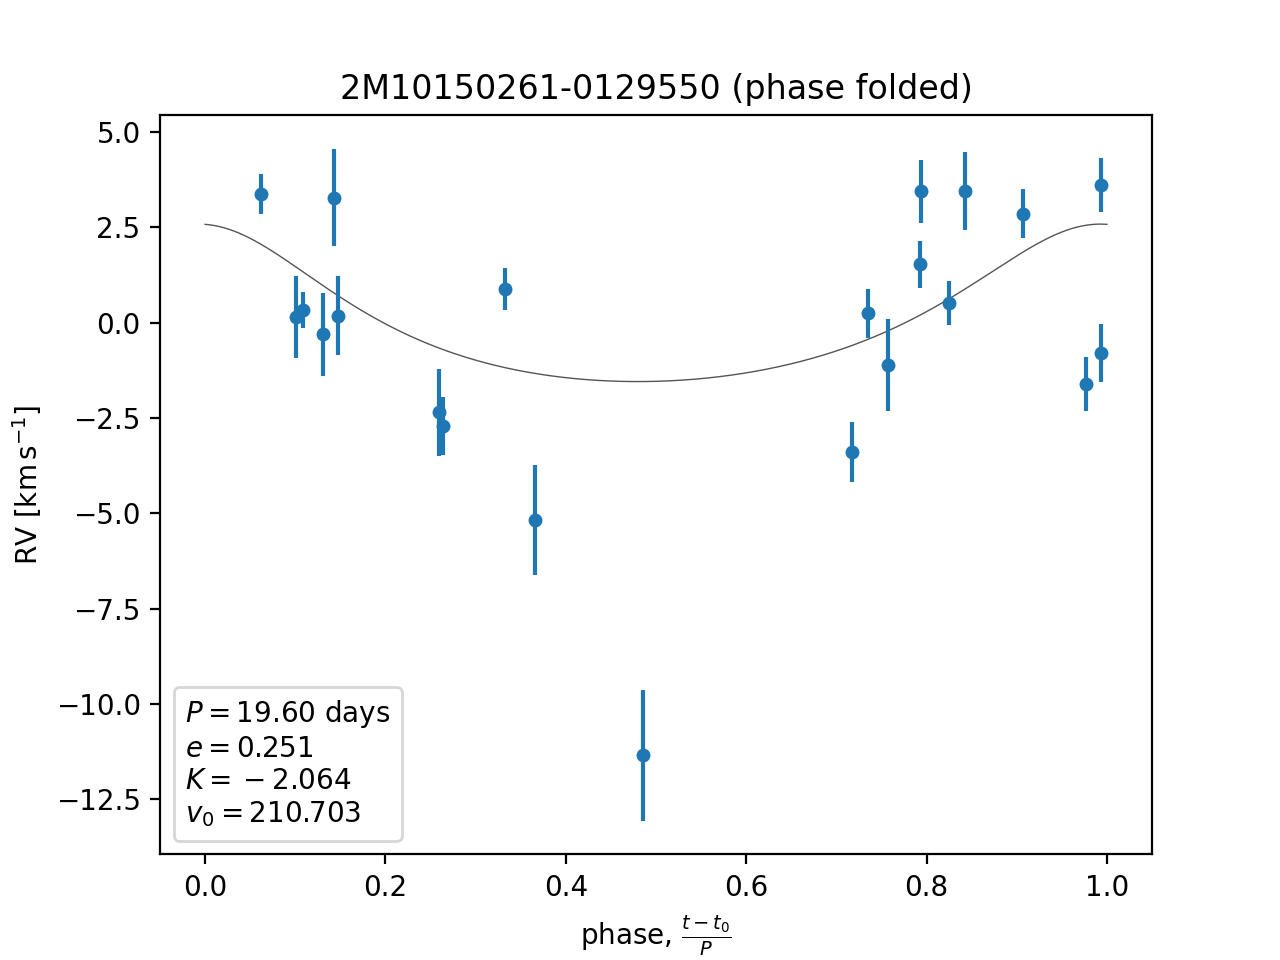 2M10150261-0129550 (phase folded)
5.0
2.5
0.0
−2.5
−5.0
−7.5
−10.0
−12.5
RV [km s⁻¹]
P = 19.60 days
e = 0.251
K = − 2.064
v₀ = 210.703
0.0 0.2 0.4 0.6 0.8 1.0
phase, (t − t₀)/P